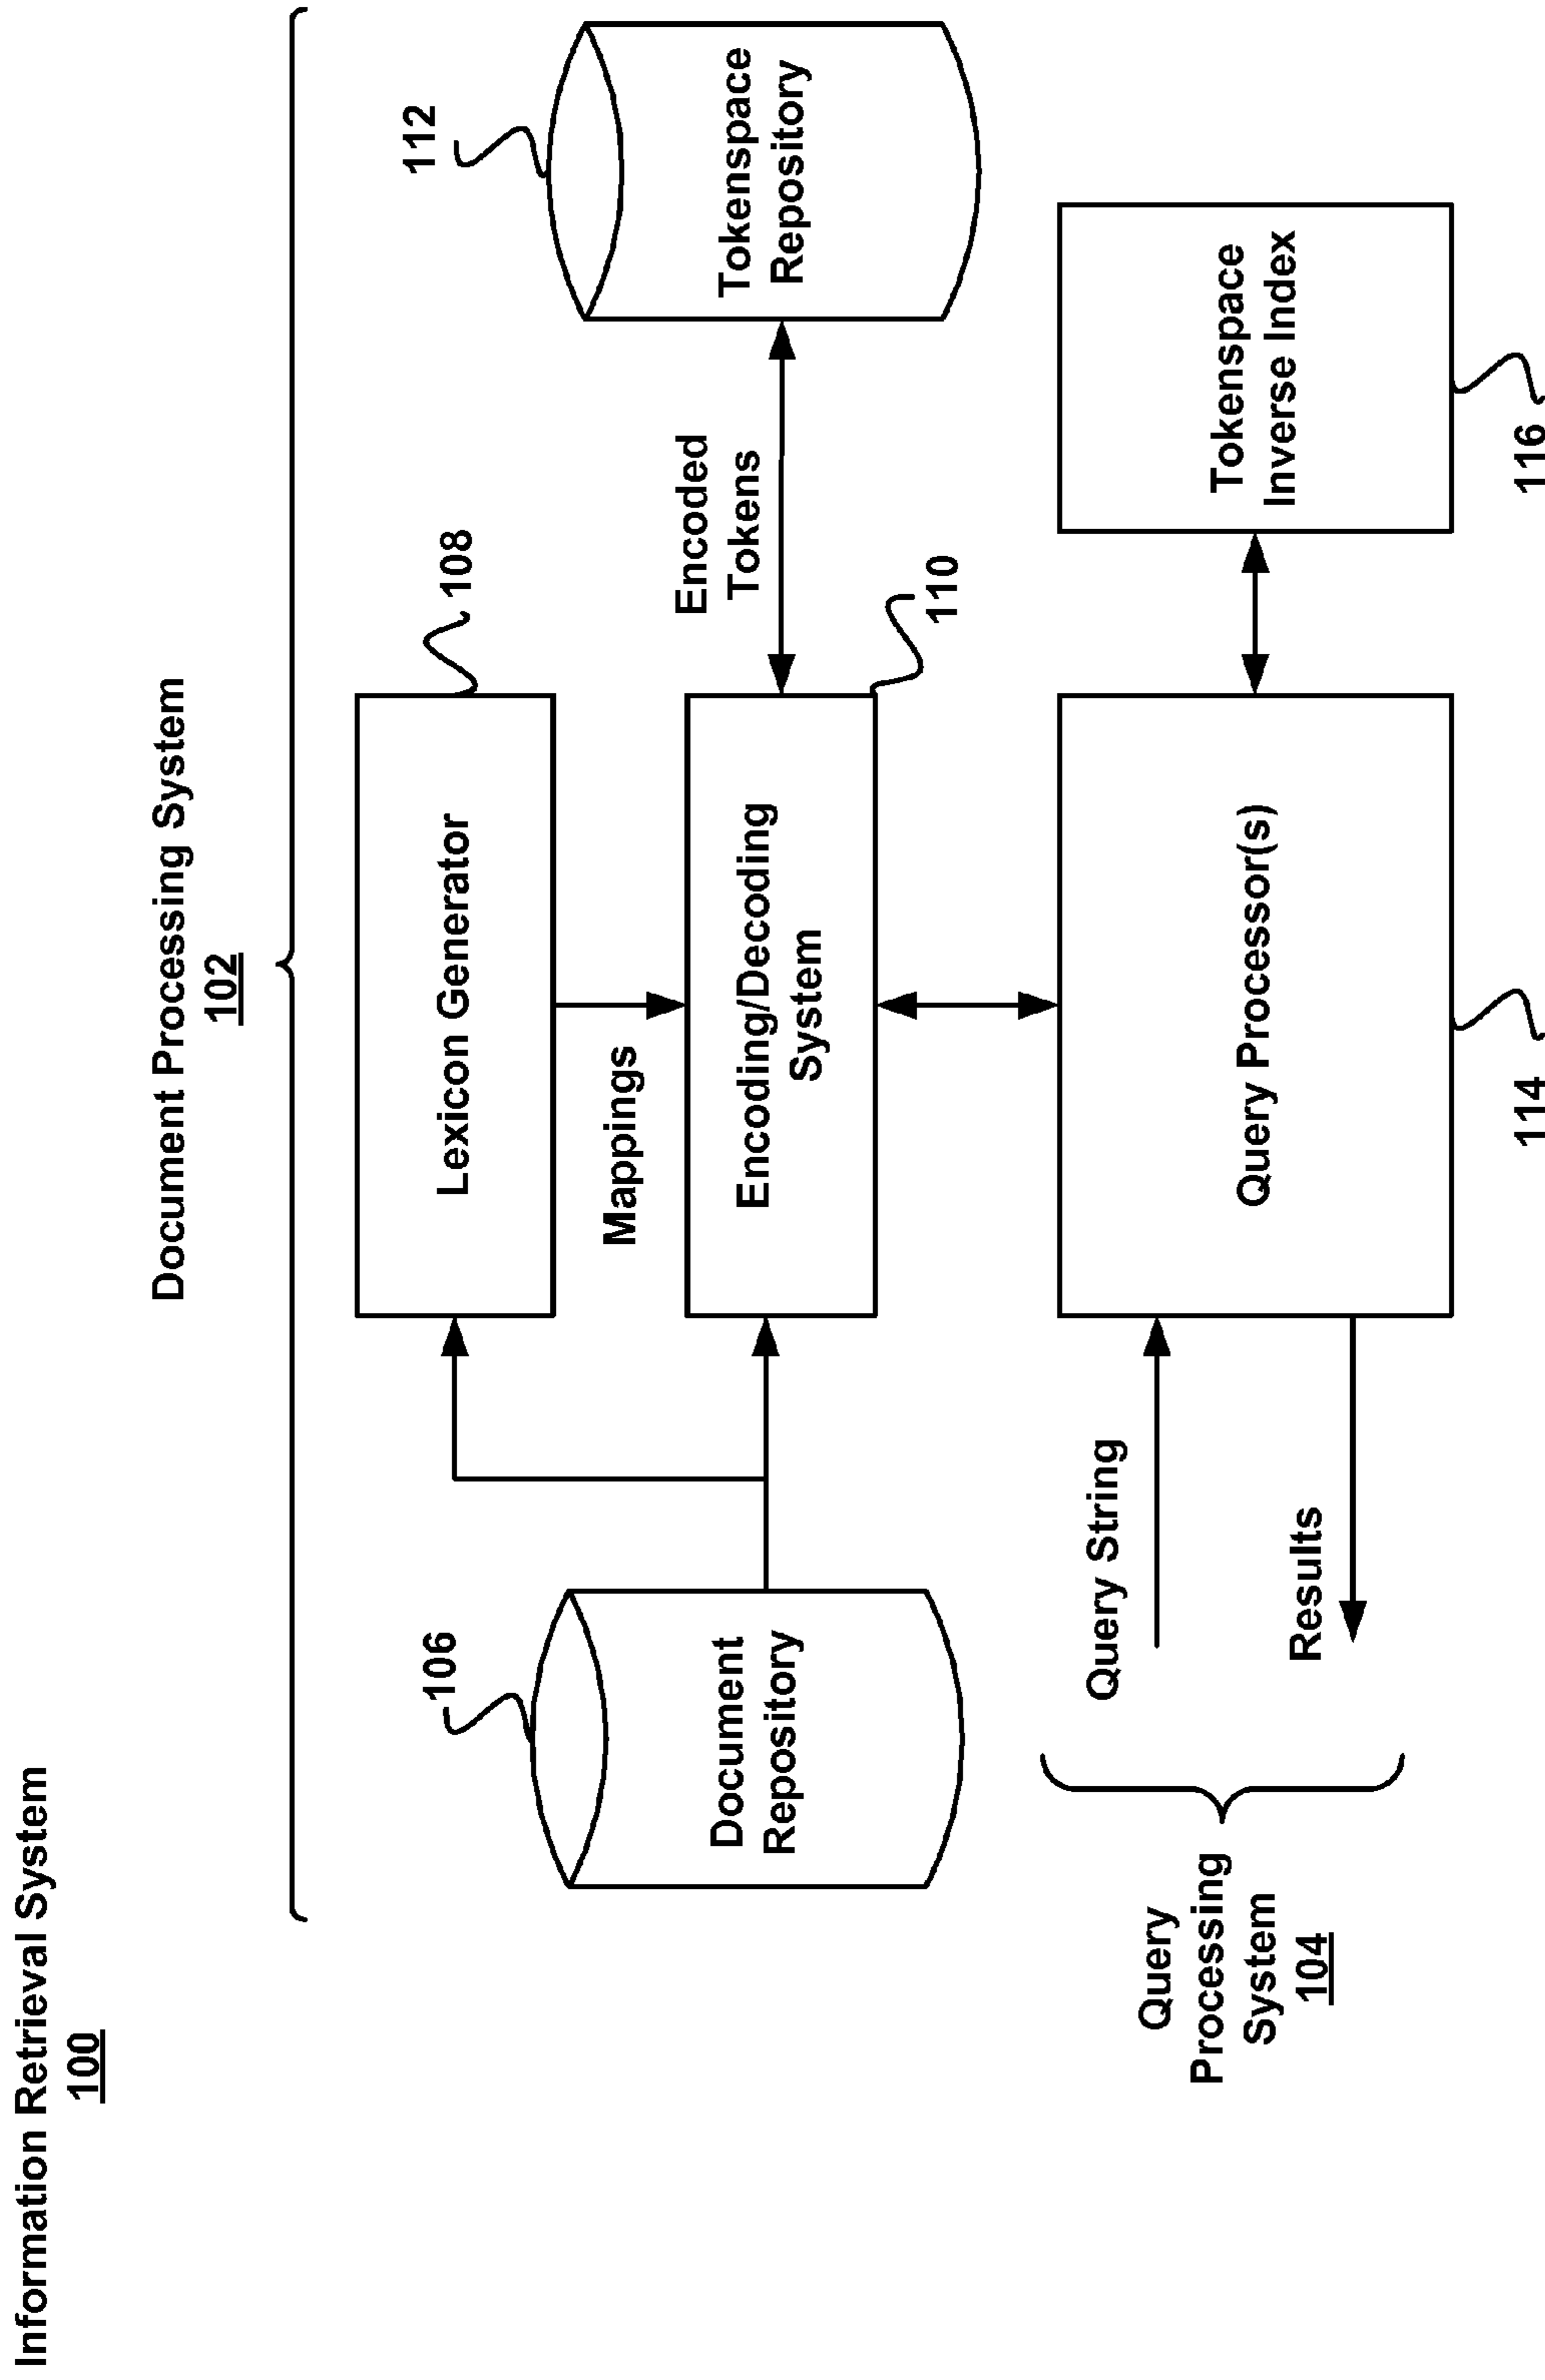 Information Retrieval System
100
Document Processing System
102
106
Document
Repository
Lexicon Generator
108
Mappings
Encoding/Decoding
System
110
Encoded
Tokens
112
Tokenspace
Repository
Query
Processing
System
104
Query String
Results
Query Processor(s)
114
Tokenspace
Inverse Index
116